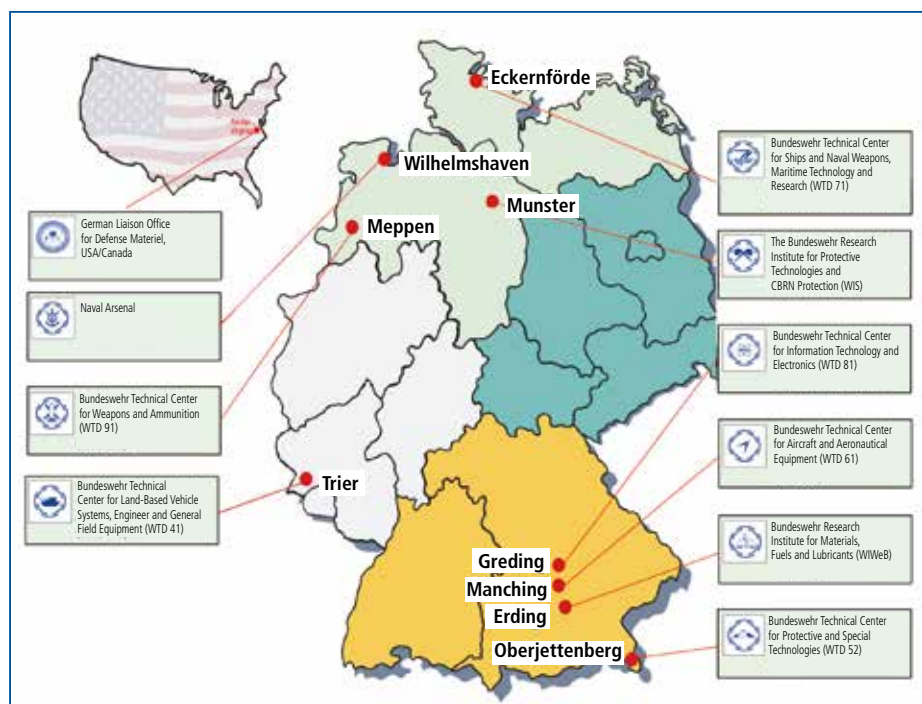 Eckernförde
Wilhelmshaven
Munster
Meppen
Trier
Greding
Manching
Erding
Oberjettenberg
German Liaison Office
for Defense Materiel,
USA/Canada
Naval Arsenal
Bundeswehr Technical Center
for Weapons and Ammunition
(WTD 91)
Bundeswehr Technical
Center for Land-Based Vehicle
Systems, Engineer and General
Field Equipment (WTD 41)
Bundeswehr Technical Center
for Ships and Naval Weapons,
Maritime Technology and
Research (WTD 71)
The Bundeswehr Research
Institute for Protective
Technologies and
CBRN Protection (WIS)
Bundeswehr Technical Center
for Information Technology and
Electronics (WTD 81)
Bundeswehr Technical Center
for Aircraft and Aeronautical
Equipment (WTD 61)
Bundeswehr Research
Institute for Materials,
Fuels and Lubricants (WIWeB)
Bundeswehr Technical Center
for Protective and Special
Technologies (WTD 52)